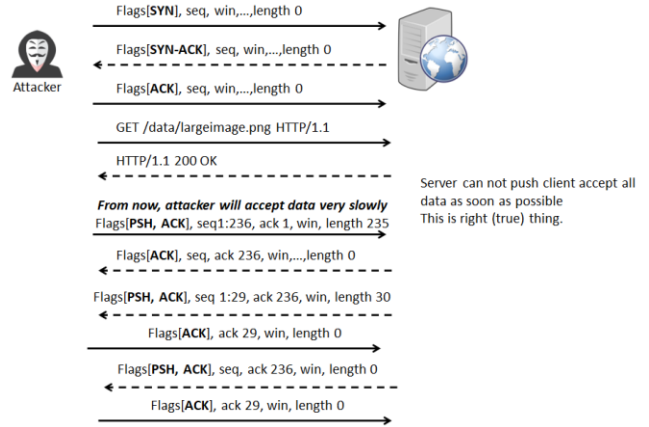 Flags[SYN], seq, win,...,length 0
Flags[SYN-ACK], seq, win,...,length 0
Attacker
Flags[ACK], seq, win,...,length 0
GET /data/largeimage.png HTTP/1.1
HTTP/1.1 200 OK
Server can not push client accept all
data as soon as possible
This is right (true) thing.
From now, attacker will accept data very slowly
Flags[PSH, ACK], seq1:236, ack 1, win, length 235
Flags[ACK], seq, ack 236, win,...,length 0
Flags[PSH, ACK], seq 1:29, ack 236, win, length 30
Flags[ACK], ack 29, win, length 0
Flags[PSH, ACK], seq, ack 236, win, length 0
Flags[ACK], ack 29, win, length 0